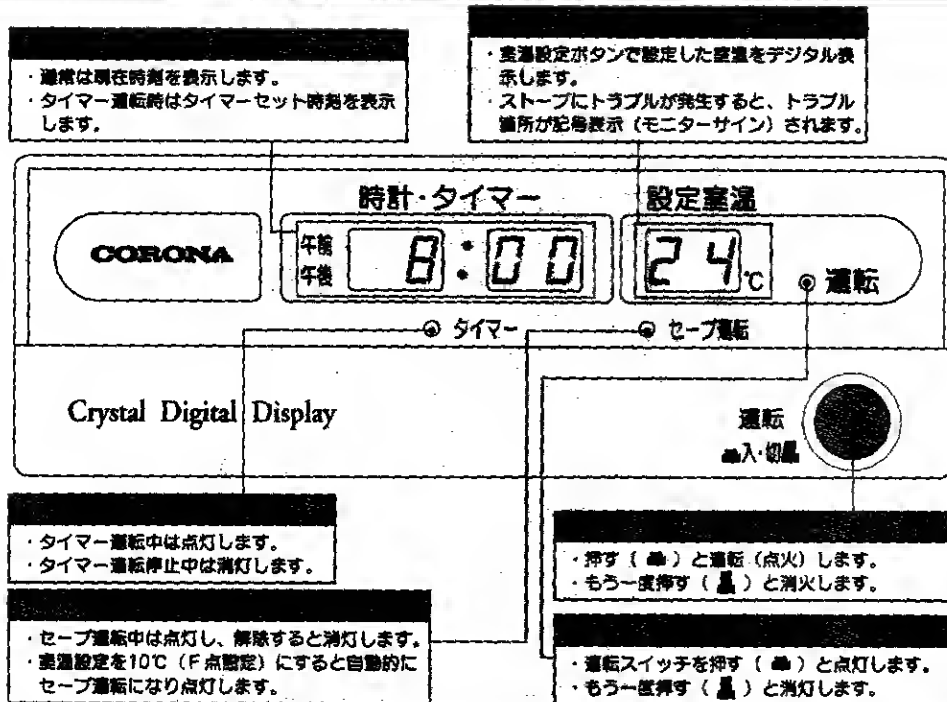 ・通常は現在時刻を表示します。
・タイマー運転時はタイマーセット時刻を表示
します。
・室温設定ボタンで設定した室温をデジタル表
示します。
・ストーブにトラブルが発生すると、トラブル
箇所が記号表示（モニターサイン）されます。
時計・タイマー
設定室温
CORONA
午前
午後
8:00
24℃
運転
タイマー
セーブ運転
Crystal Digital Display
運転
入・切
・タイマー運転中は点灯します。
・タイマー運転停止中は消灯します。
・セーブ運転中は点灯し、解除すると消灯します。
・室温設定を10℃（F点設定）にすると自動的に
セーブ運転になり点灯します。
・押す（ ）と運転（点火）します。
・もう一度押す（ ）と消火します。
・運転スイッチを押す（ ）と点灯します。
・もう一度押す（ ）と消灯します。